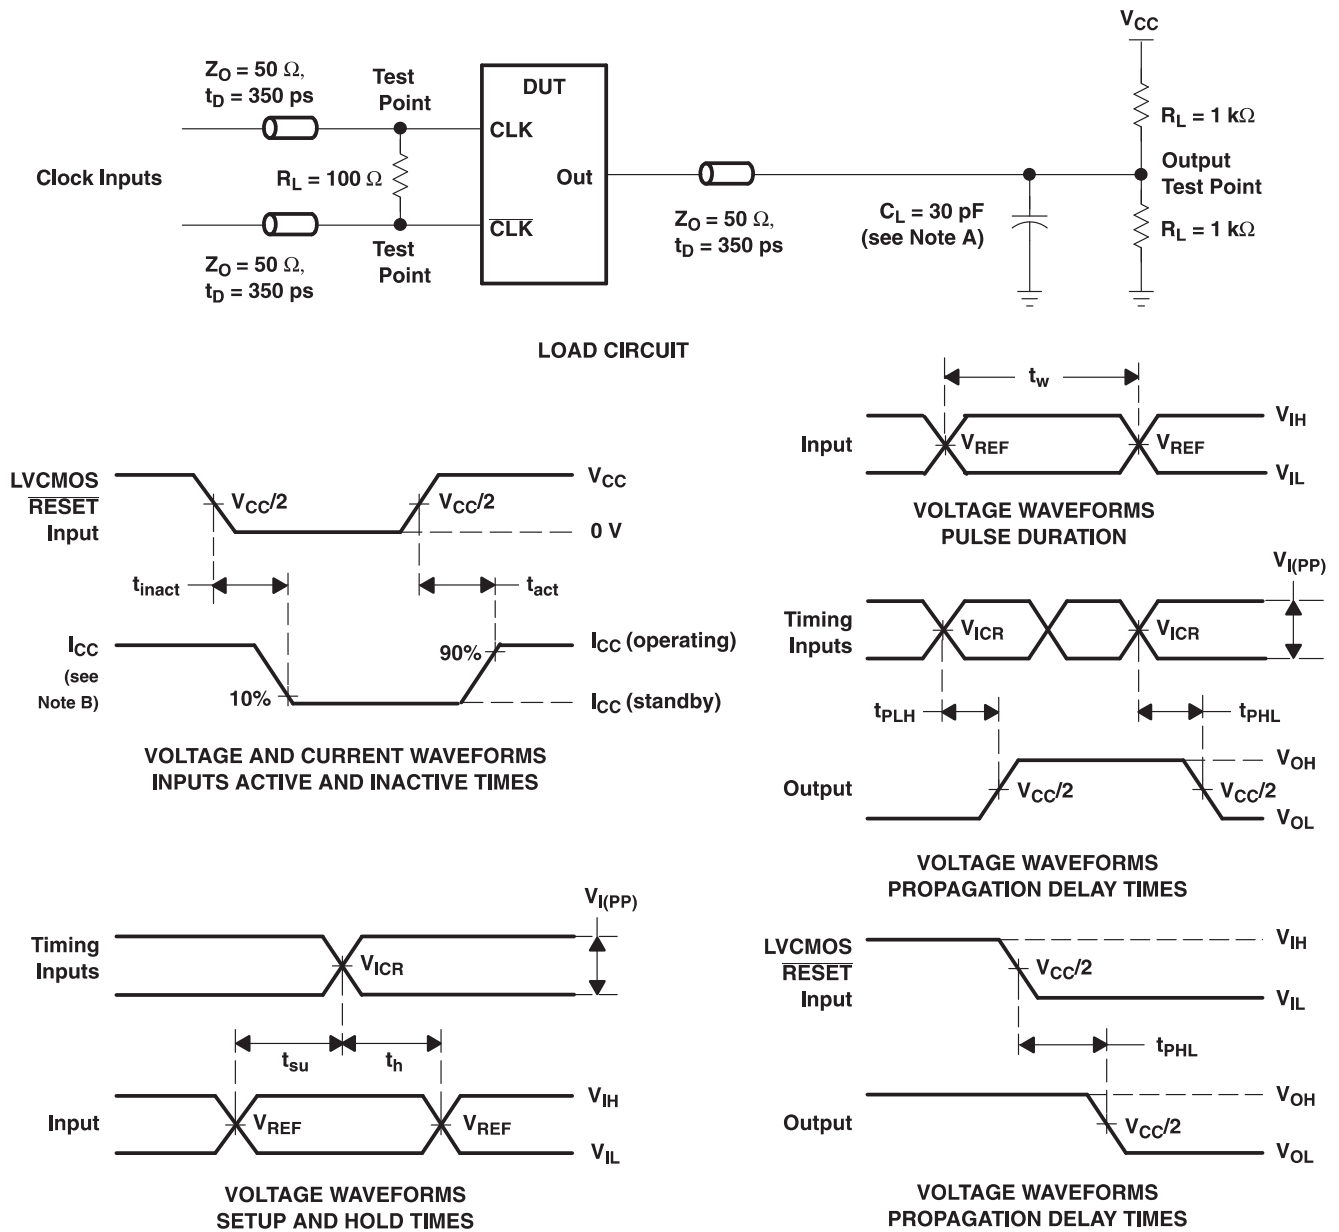 V_CC
Z_O = 50 Ω,
t_D = 350 ps
Test
Point
DUT
CLK
R_L = 1 kΩ
Clock Inputs
R_L = 100 Ω
Out
Output
Test Point
Z_O = 50 Ω,
t_D = 350 ps
C_L = 30 pF
(see Note A)
R_L = 1 kΩ
C̅L̅K̅
Test
Point
Z_O = 50 Ω,
t_D = 350 ps
LOAD CIRCUIT
LVCMOS
R̅E̅S̅E̅T̅
Input
V_CC/2
V_CC/2
V_CC
0 V
t_inact
t_act
I_CC
(see
Note B)
10%
90%
I_CC (operating)
I_CC (standby)
VOLTAGE AND CURRENT WAVEFORMS
INPUTS ACTIVE AND INACTIVE TIMES
t_w
Input
V_REF
V_REF
V_IH
V_IL
VOLTAGE WAVEFORMS
PULSE DURATION
V_I(PP)
Timing
Inputs
V_ICR
V_ICR
t_PLH
t_PHL
Output
V_CC/2
V_CC/2
V_OH
V_OL
VOLTAGE WAVEFORMS
PROPAGATION DELAY TIMES
V_I(PP)
Timing
Inputs
V_ICR
t_su
t_h
Input
V_REF
V_REF
V_IH
V_IL
VOLTAGE WAVEFORMS
SETUP AND HOLD TIMES
LVCMOS
R̅E̅S̅E̅T̅
Input
V_CC/2
V_IH
V_IL
t_PHL
Output
V_CC/2
V_OH
V_OL
VOLTAGE WAVEFORMS
PROPAGATION DELAY TIMES